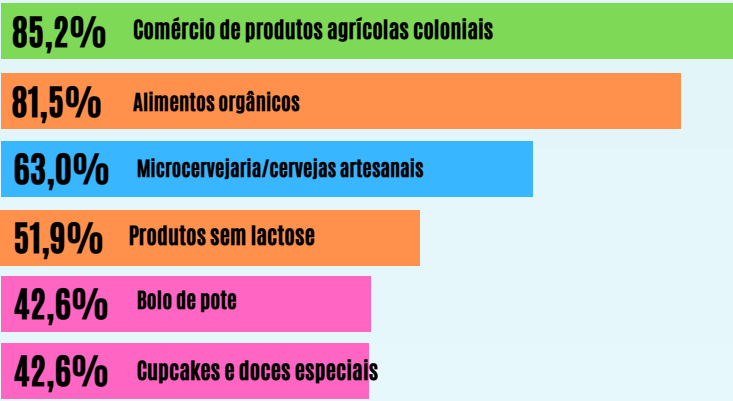 85,2% Comércio de produtos agrícolas coloniais
81,5% Alimentos orgânicos
63,0% Microcervejaria/cervejas artesanais
51,9% Produtos sem lactose
42,6% Bolo de pote
42,6% Cupcakes e doces especiais